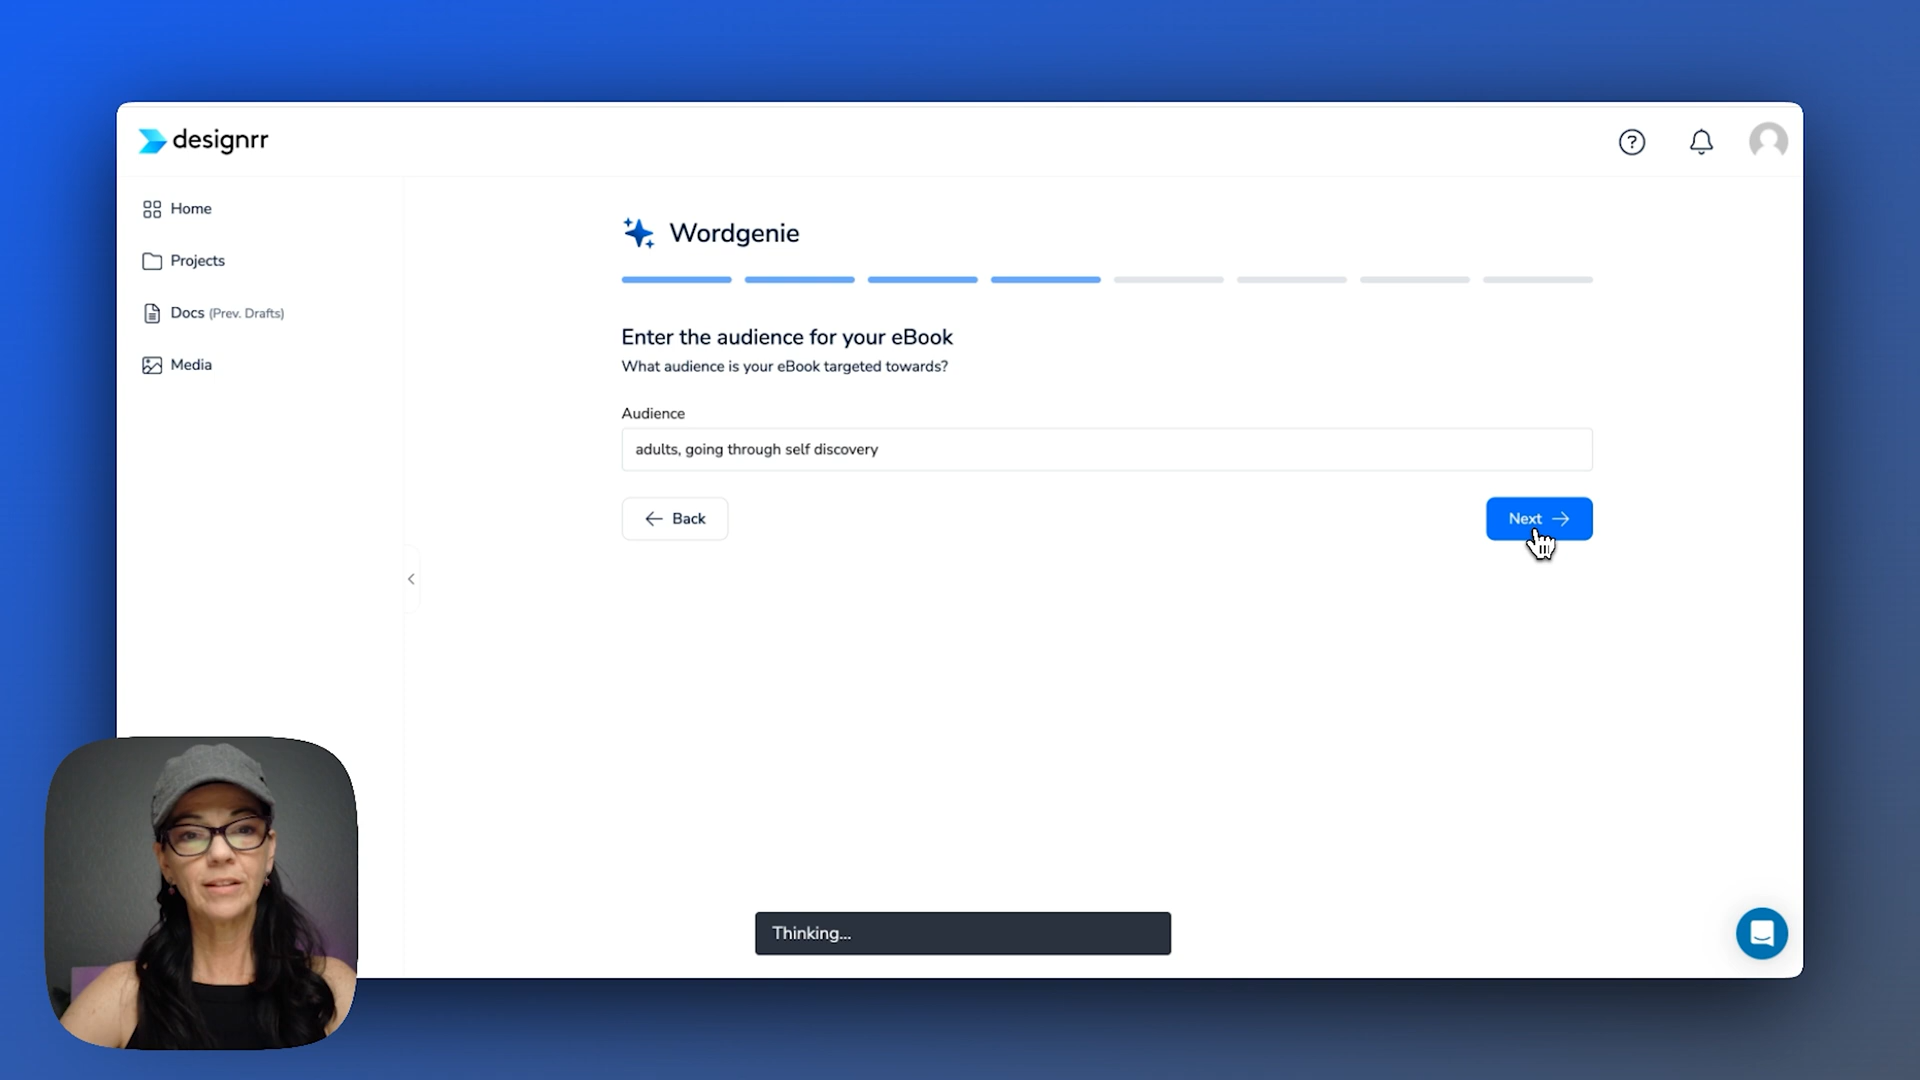 designrr
Home
Projects
Docs (Prev. Drafts)
Media
Wordgenie
Enter the audience for your eBook
What audience is your eBook targeted towards?
Audience
adults, going through self discovery
Back
Next
Thinking...